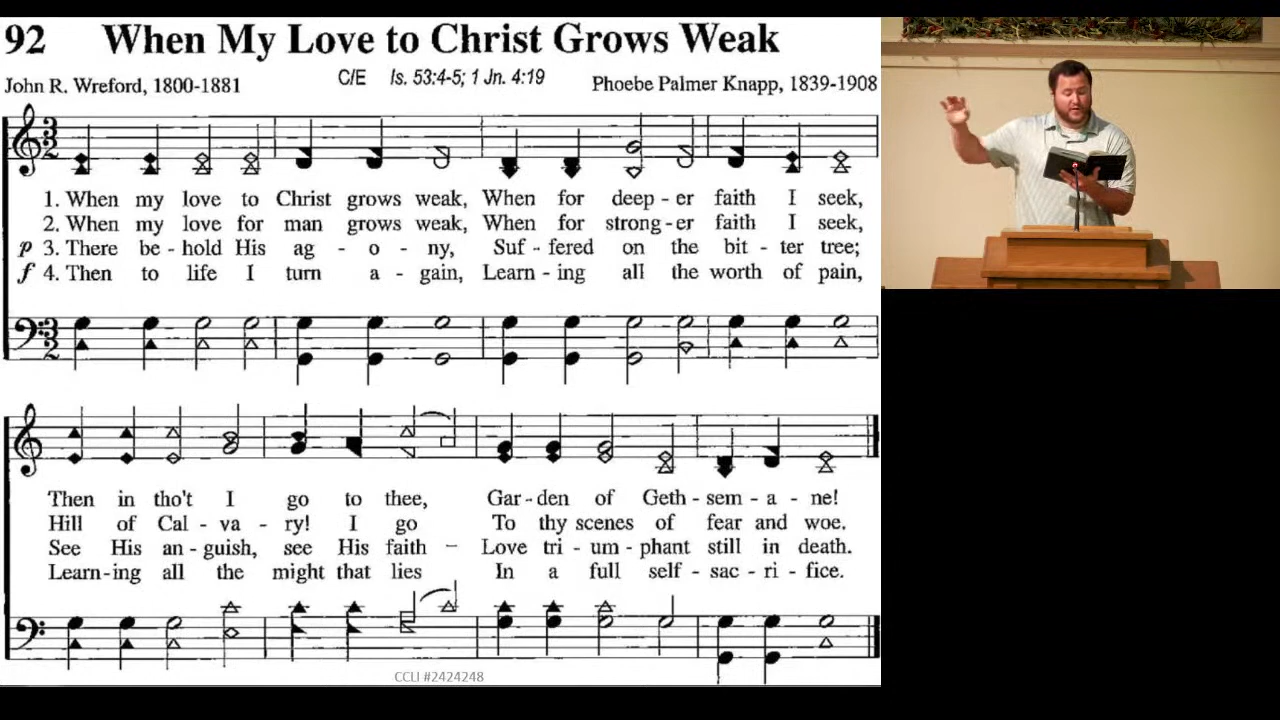 92 When My Love to Christ Grows Weak
John R. Wreford, 1800-1881 C/E Is. 53:4-5; 1 Jn. 4:19 Phoebe Palmer Knapp, 1839-1908
3
2
1. When my love to Christ grows weak, When for deep - er faith I seek,
2. When my love for man grows weak, When for strong - er faith I seek,
p 3. There be - hold His ag - o - ny, Suf - fered on the bit - ter tree;
f 4. Then to life I turn a - gain, Learn - ing all the worth of pain,
3
2
Then in tho't I go to thee, Gar - den of Geth - sem - a - ne!
Hill of Cal - va - ry! I go To thy scenes of fear and woe.
See His an - guish, see His faith – Love tri - um - phant still in death.
Learn - ing all the might that lies In a full self - sac - ri - fice.
CCLI #2424248